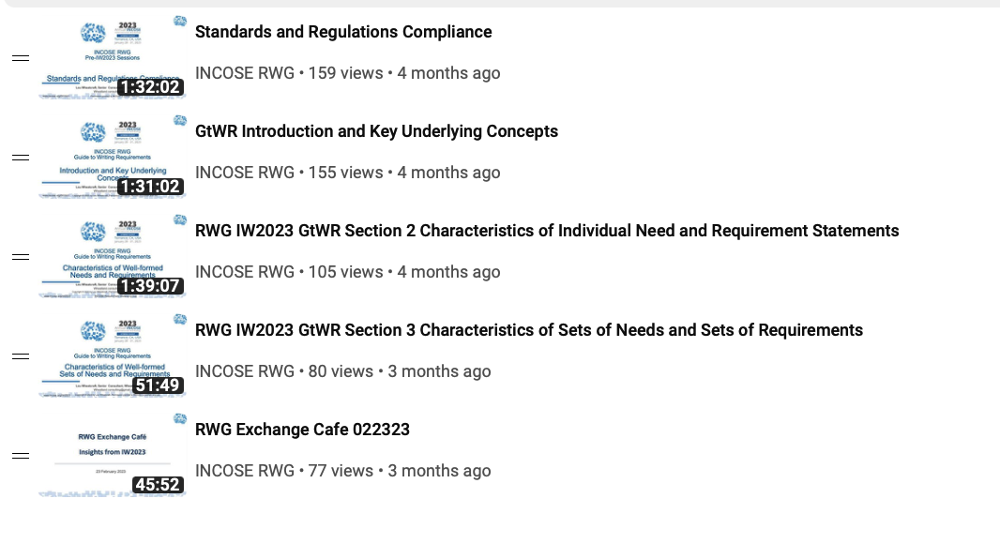 2023
INCOSE RWG
Pre-IW2023 Sessions
Standards and Regulations Compliance
1:32:02
Standards and Regulations Compliance
INCOSE RWG • 159 views • 4 months ago
2023
INCOSE RWG
Guide to Writing Requirements
Introduction and Key Underlying
Concepts
1:31:02
GtWR Introduction and Key Underlying Concepts
INCOSE RWG • 155 views • 4 months ago
2023
INCOSE RWG
Guide to Writing Requirements
Characteristics of Well-formed
Needs and Requirements
1:39:07
RWG IW2023 GtWR Section 2 Characteristics of Individual Need and Requirement Statements
INCOSE RWG • 105 views • 4 months ago
2023
INCOSE RWG
Guide to Writing Requirements
Characteristics of Well-formed
Sets of Needs and Requirements
51:49
RWG IW2023 GtWR Section 3 Characteristics of Sets of Needs and Sets of Requirements
INCOSE RWG • 80 views • 3 months ago
RWG Exchange Café
Insights from IW2023
23 February 2023
45:52
RWG Exchange Cafe 022323
INCOSE RWG • 77 views • 3 months ago